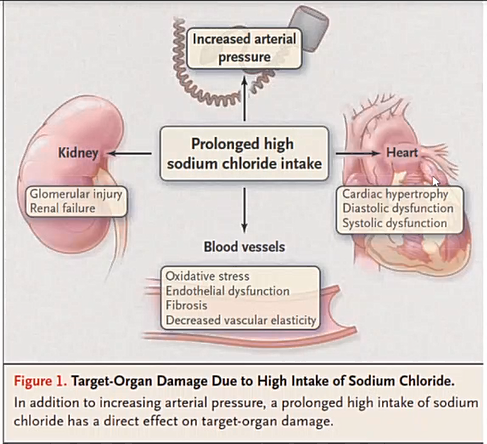 Increased arterial
pressure
Prolonged high
sodium chloride intake
Kidney
Heart
Glomerular injury
Renal failure
Cardiac hypertrophy
Diastolic dysfunction
Systolic dysfunction
Blood vessels
Oxidative stress
Endothelial dysfunction
Fibrosis
Decreased vascular elasticity
Figure 1. Target-Organ Damage Due to High Intake of Sodium Chloride.
In addition to increasing arterial pressure, a prolonged high intake of sodium
chloride has a direct effect on target-organ damage.